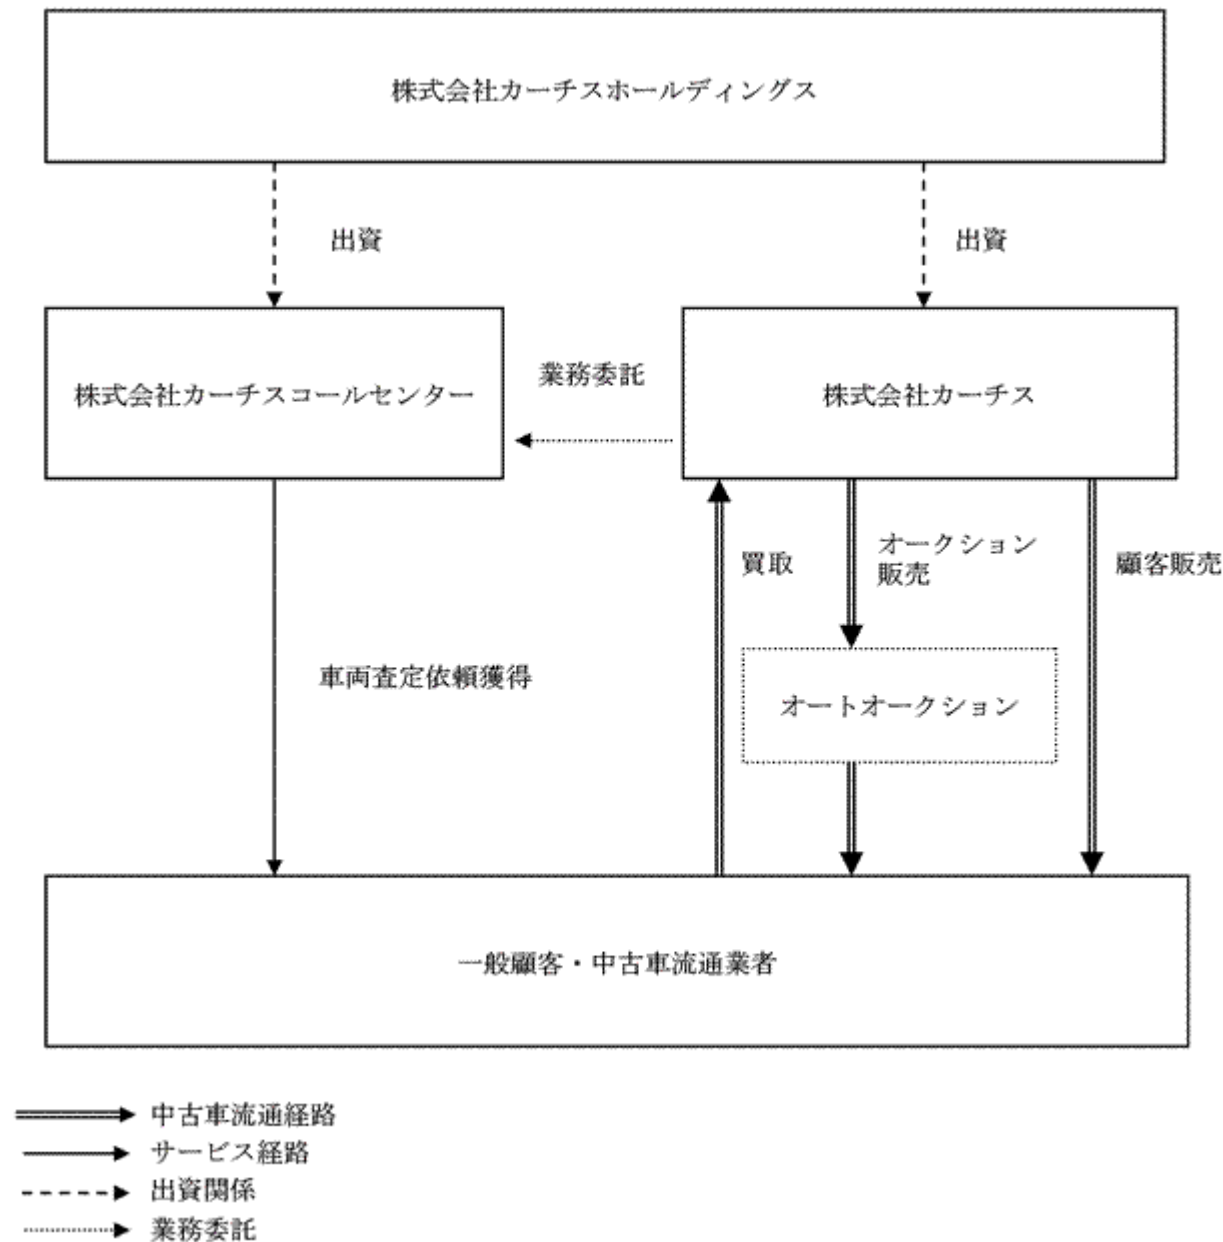 株式会社カーチスホールディングス
出資
出資
株式会社カーチスコールセンター
業務委託
株式会社カーチス
買取
オークション
販売
顧客販売
車両査定依頼獲得
オートオークション
一般顧客・中古車流通業者
中古車流通経路
サービス経路
出資関係
業務委託